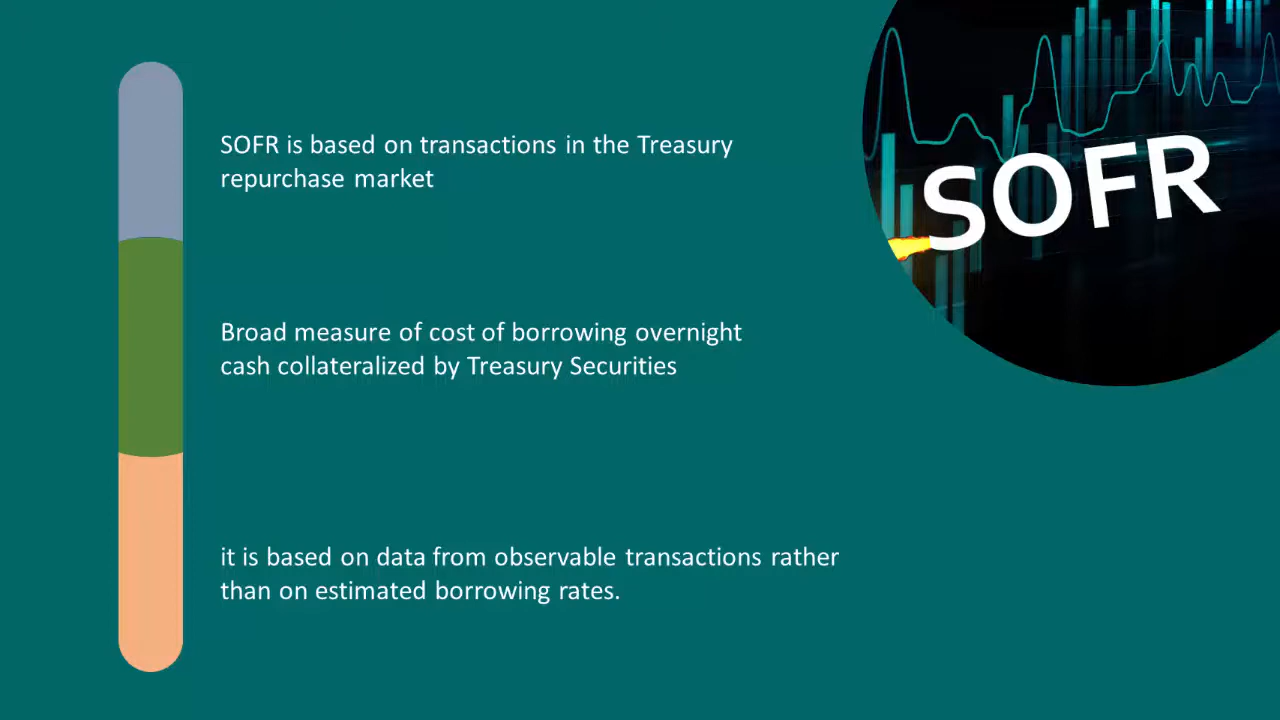 SOFR is based on transactions in the Treasury
repurchase market
SOFR
Broad measure of cost of borrowing overnight
cash collateralized by Treasury Securities
it is based on data from observable transactions rather
than on estimated borrowing rates.